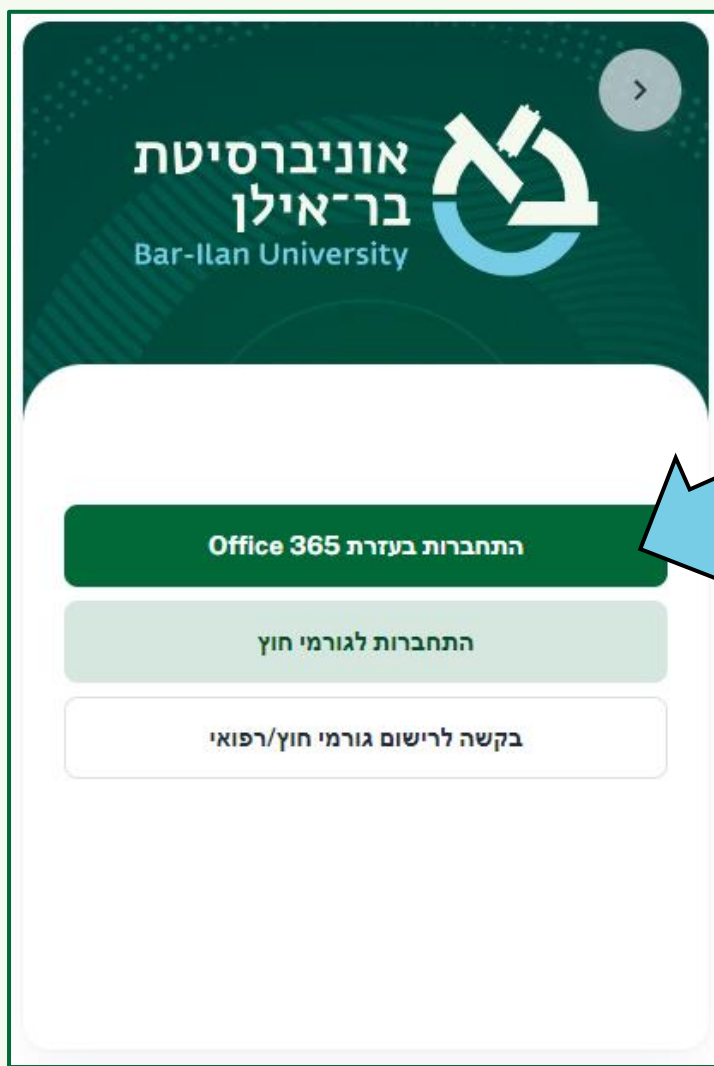 אוניברסיטת
בר־אילן
Bar-Ilan University
התחברות בעזרת Office 365
התחברות לגורמי חוץ
בקשה לרישום גורמי חוץ/רפואי